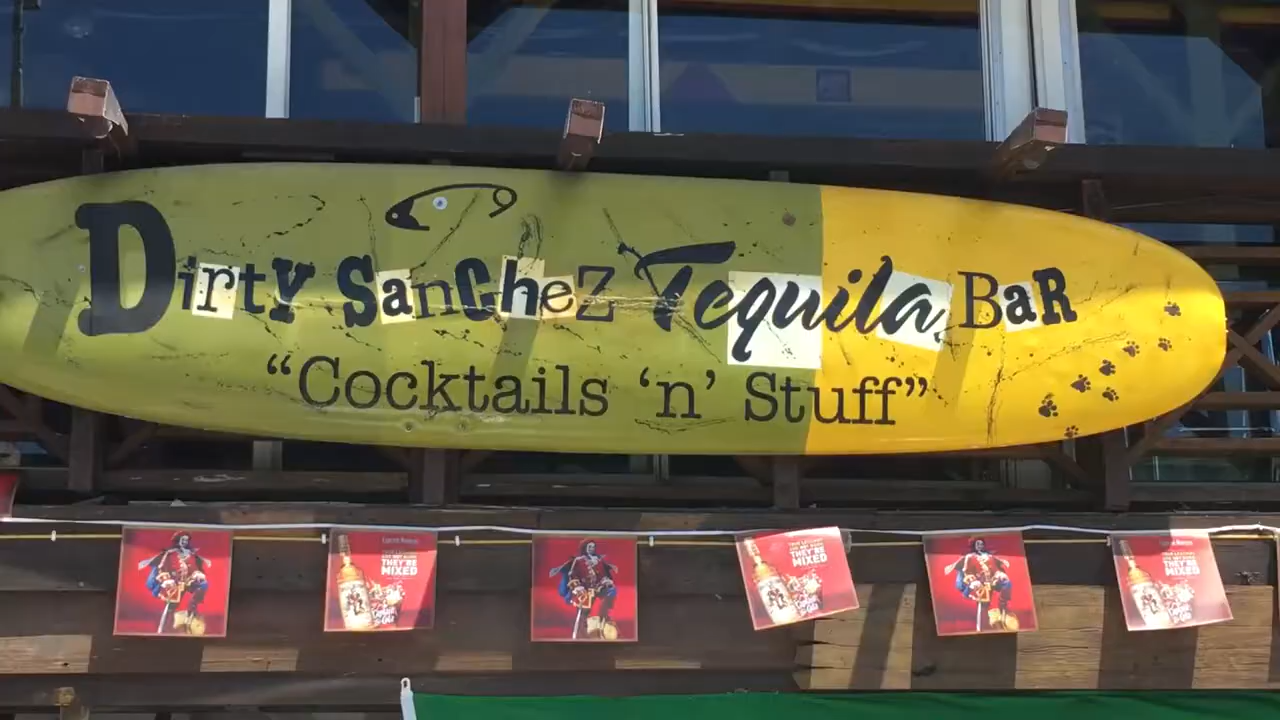 Dirty Sanchez Tequila Bar
“Cocktails ‘n’ Stuff”
THEY'RE
MIXED
THEY'RE
MIXED
THEY'RE
MIXED